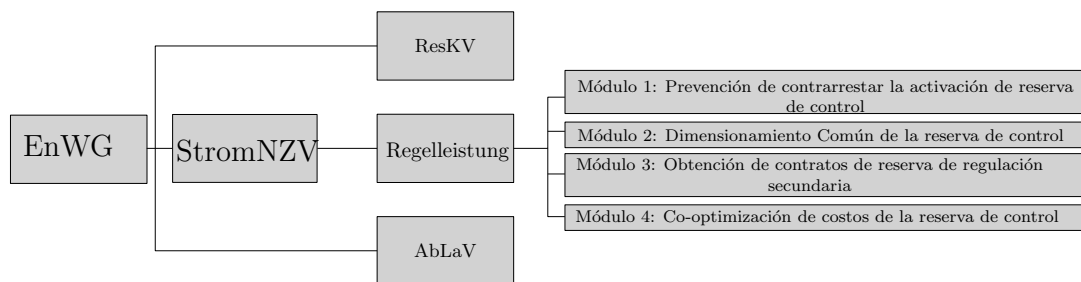 EnWG
StromNZV
ResKV
Regelleistung
AbLaV
Módulo 1: Prevención de contrarrestar la activación de reserva
de control
Módulo 2: Dimensionamiento Común de la reserva de control
Módulo 3: Obtención de contratos de reserva de regulación
secundaria
Módulo 4: Co-optimización de costos de la reserva de control